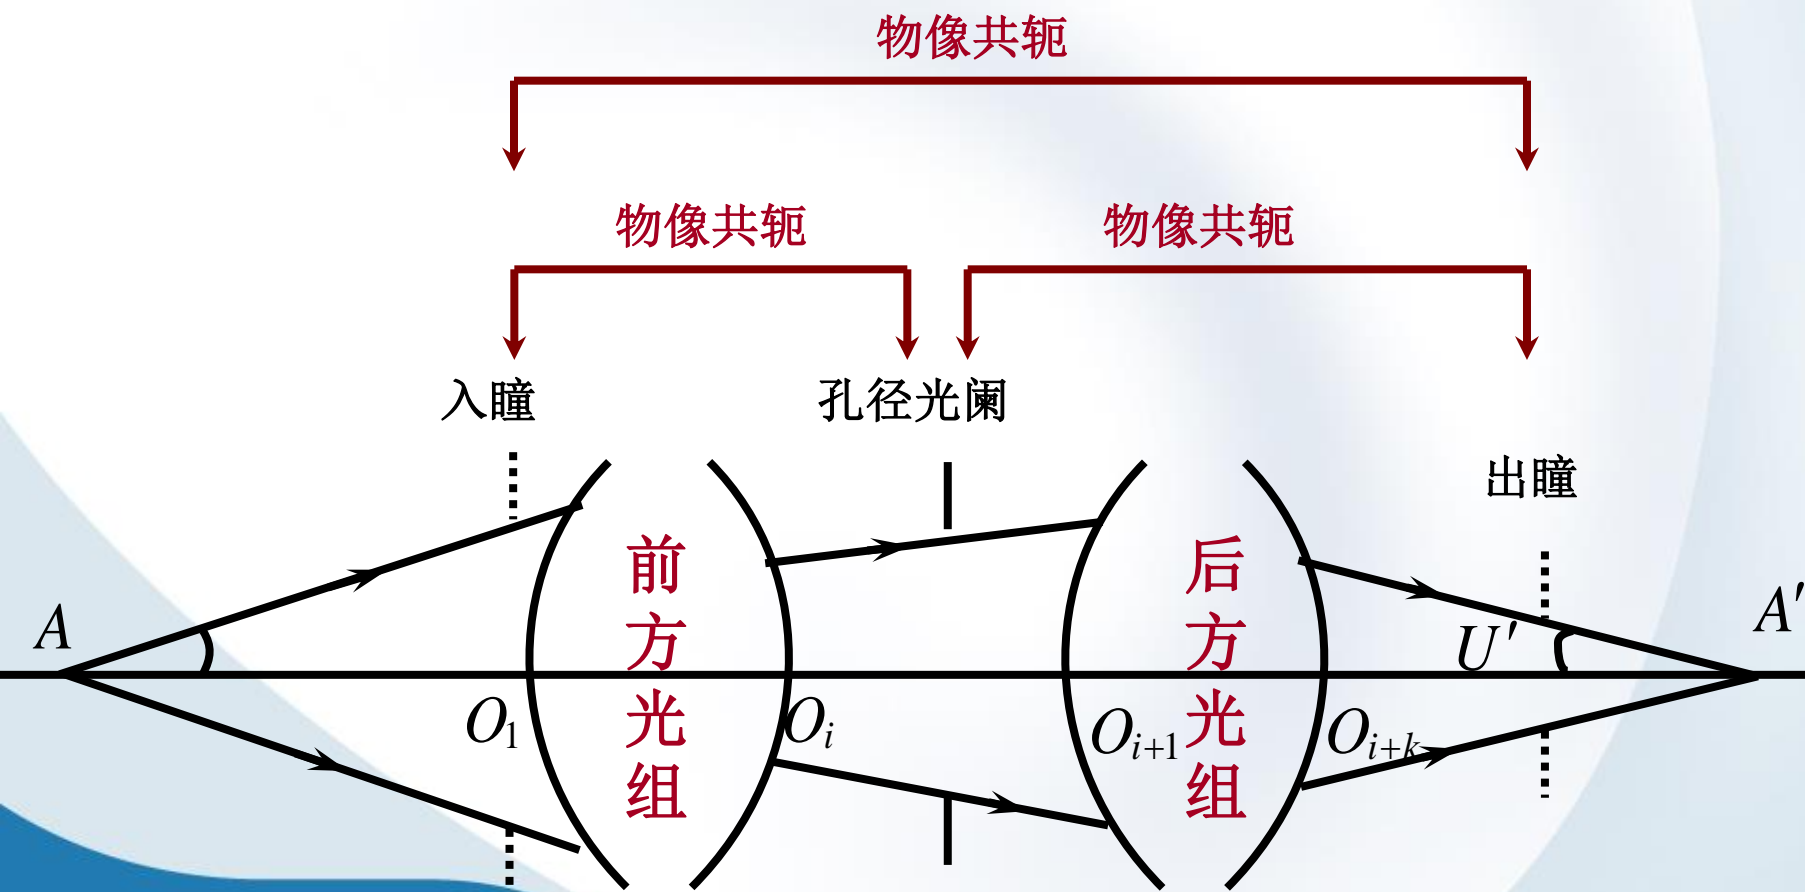 物像共轭
物像共轭 物像共轭
入瞳 孔径光阑
出瞳
前方光组
后方光组
A
U′
A′
O₁
Oᵢ
Oᵢ₊₁
Oᵢ₊ₖ